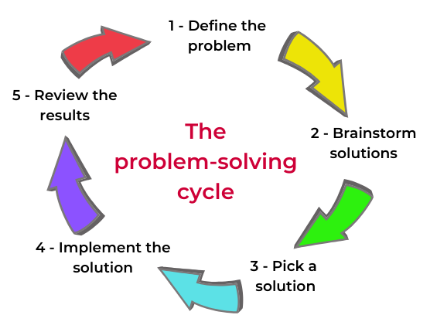 1 - Define the
problem
2 - Brainstorm
solutions
3 - Pick a
solution
4 - Implement the
solution
5 - Review the
results
The
problem-solving
cycle